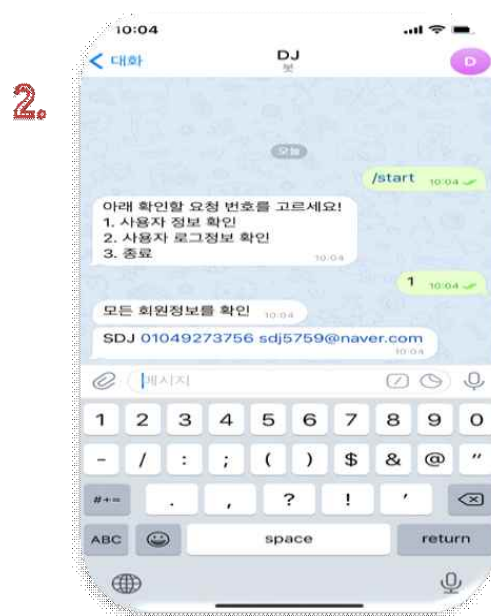 2.
10:04
대화
DJ
봇
D
오늘
/start 10:04
아래 확인할 요청 번호를 고르세요!
1. 사용자 정보 확인
2. 사용자 로그정보 확인
3. 종료
10:04
1 10:04
모든 회원정보를 확인 10:04
SDJ 01049273756 sdj5759@naver.com
10:04
메시지
1 2 3 4 5 6 7 8 9 0
- / : ; ( ) $ & @ "
#+= . , ? ! '
ABC space return